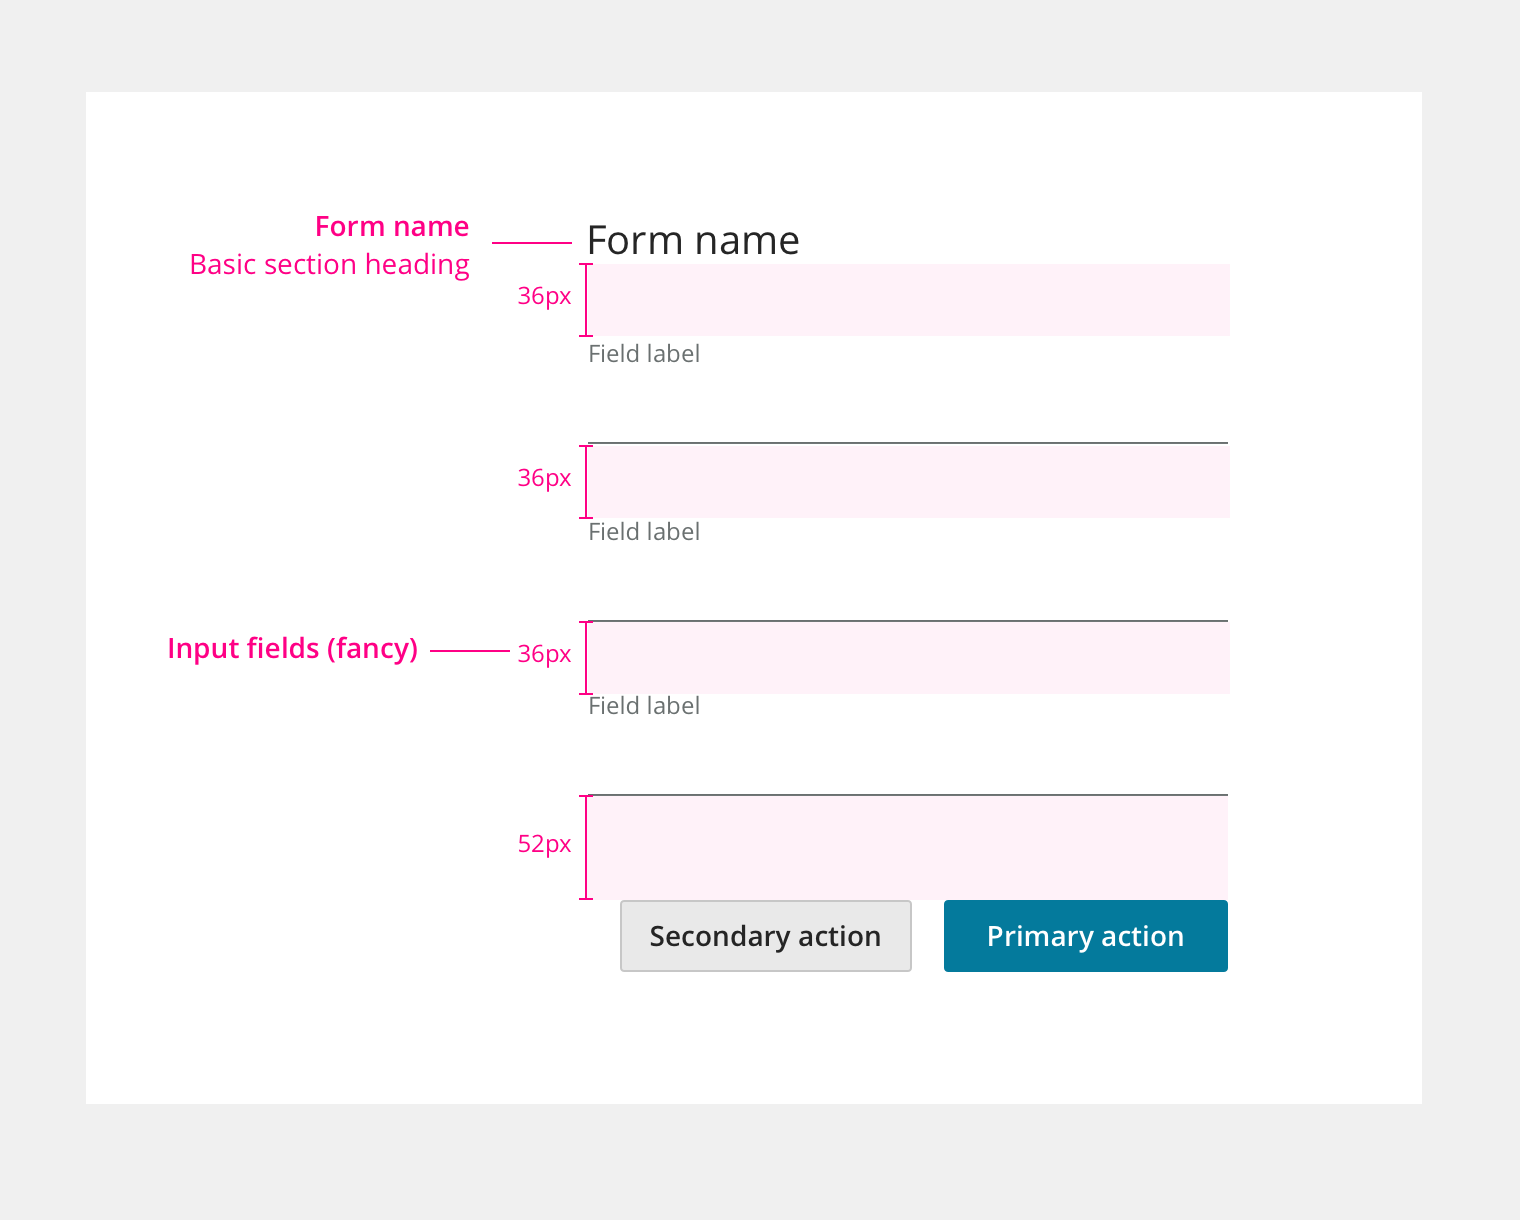 Form name
Basic section heading
Form name
36px
Field label
36px
Field label
Input fields (fancy)
36px
Field label
52px
Secondary action
Primary action